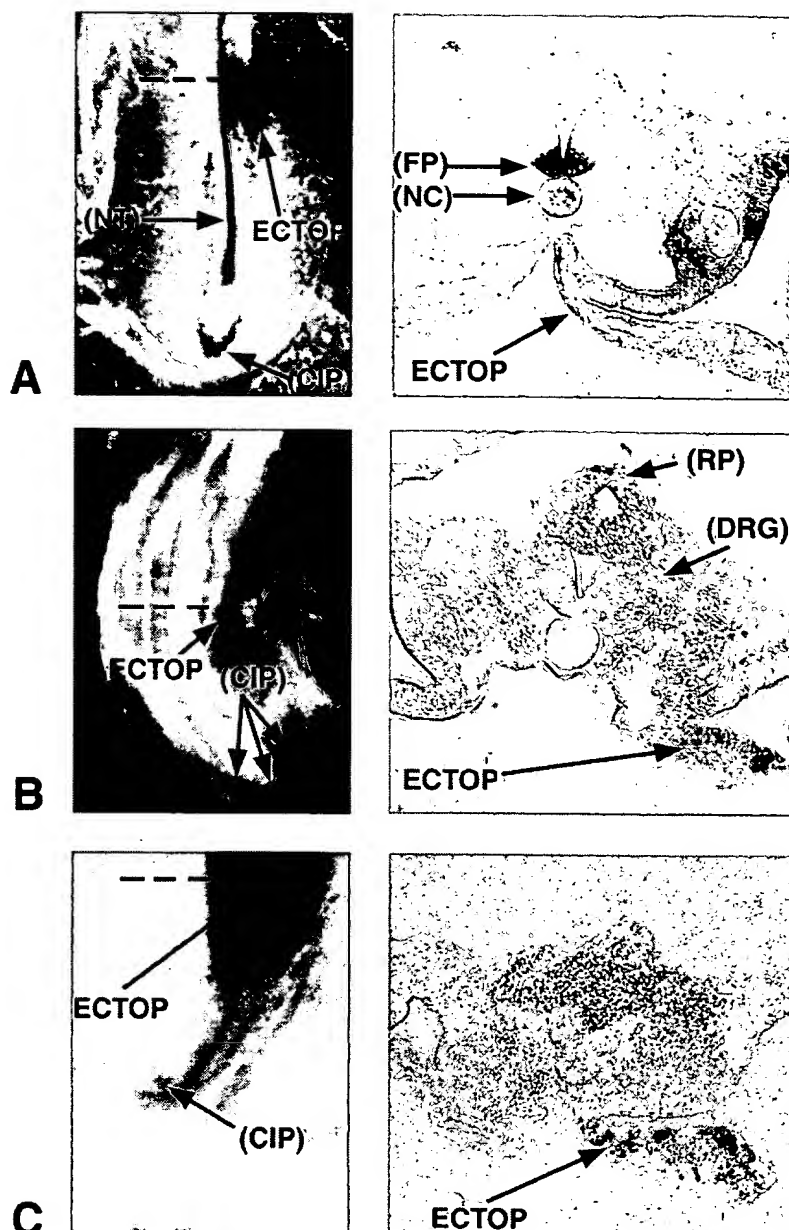 (FP)
(NC)
(NT)
ECTOP
(CIP)
ECTOP
A
(RP)
(DRG)
ECTOP
(CIP)
ECTOP
B
ECTOP
(CIP)
ECTOP
C